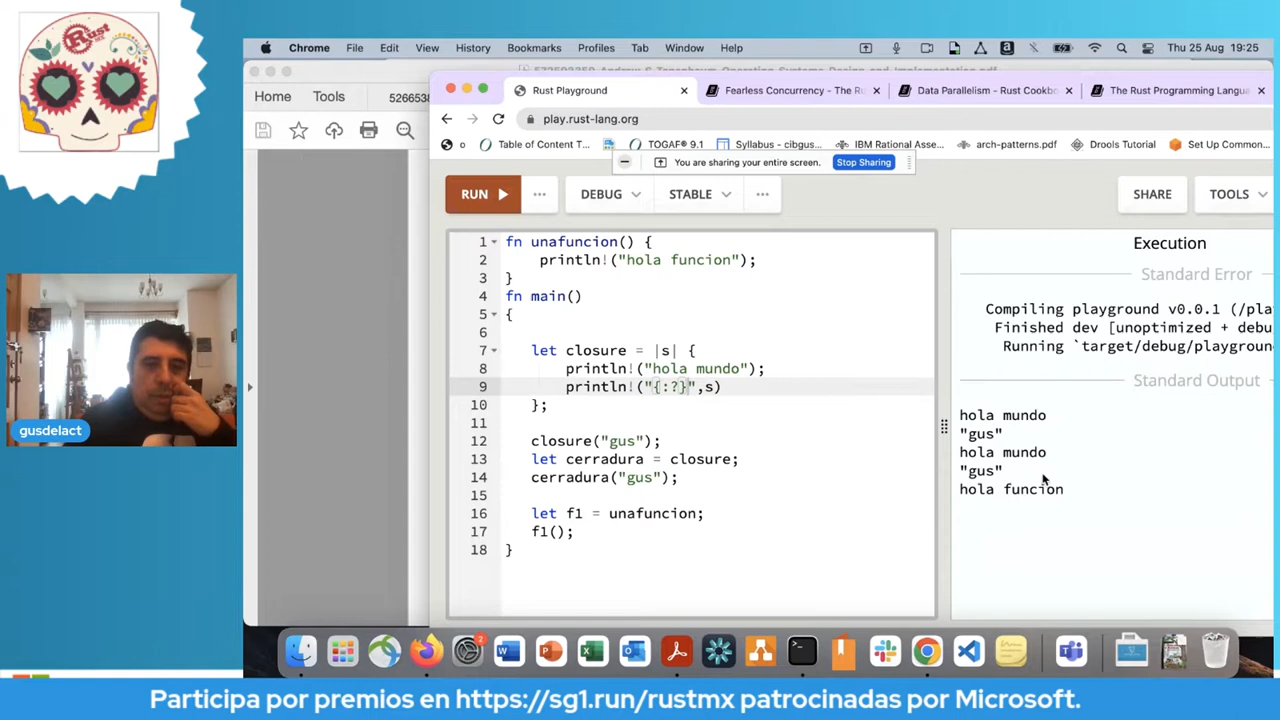 Rust
Chrome File Edit View History Bookmarks Profiles Tab Window Help
Thu 25 Aug 19:25
Home Tools
Rust Playground
Fearless Concurrency - The Ru
Data Parallelism - Rust Cookbo
The Rust Programming Langua
play.rust-lang.org
o Table of Content T... TOGAF® 9.1 Syllabus - cibgus... IBM Rational Asse... arch-patterns.pdf Drools Tutorial Set Up Common...
You are sharing your entire screen. Stop Sharing
RUN ... DEBUG STABLE ... SHARE TOOLS
1 fn unafuncion() {
2 println!("hola funcion");
3 }
4 fn main()
5 {
6
7 let closure = |s| {
8 println!("hola mundo");
9 println!("{:?}",s)
10 };
11
12 closure("gus");
13 let cerradura = closure;
14 cerradura("gus");
15
16 let f1 = unafuncion;
17 f1();
18 }
Execution
Standard Error
Compiling playground v0.0.1 (/pla
Finished dev [unoptimized + debu
Running `target/debug/playground
Standard Output
hola mundo
"gus"
hola mundo
"gus"
hola funcion
gusdelact
2
Participa por premios en https://sg1.run/rustmx patrocinadas por Microsoft.